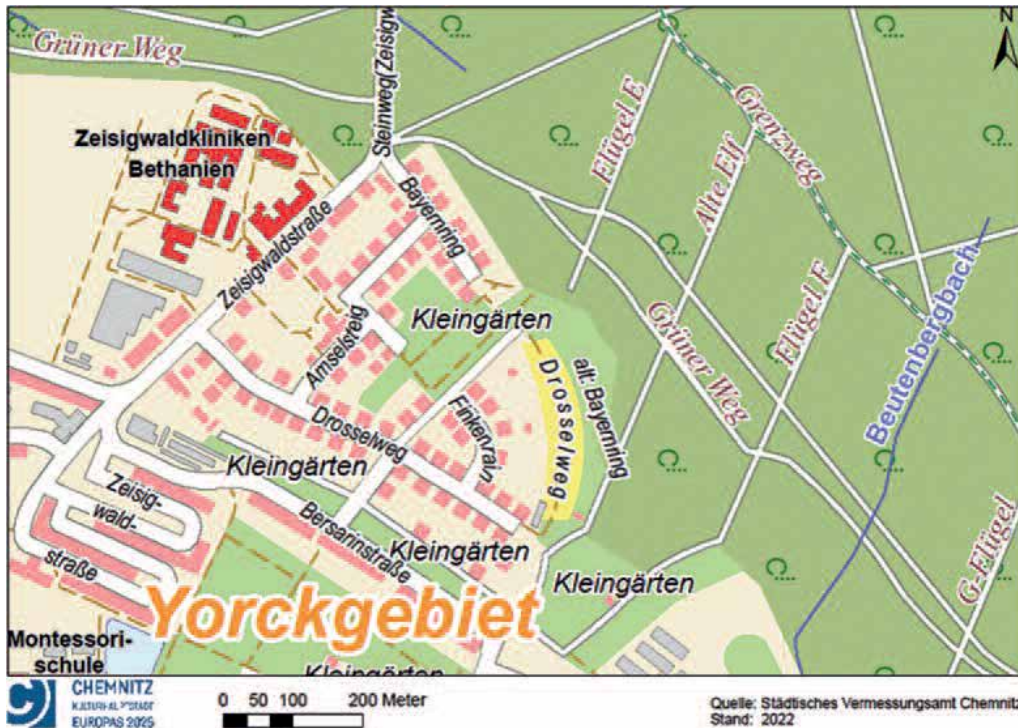 Grüner Weg
Steinweg(Zeisigw
N
Zeisigwaldkliniken
Bethanien
Flügel E
Grenzweg
Alte Elf
Bayernring
Zeisigwaldstraße
Flügel F
Beutenbergbach
Kleingärten
Amselsteig
Grüner Weg
Drosselweg
alt: Bayernring
Finkenrain
Drosselweg
Kleingärten
Zeisig-
wald-
straße
Bersarinstraße
Kleingärten
Kleingärten
G-Flügel
Yorckgebiet
Montessori-
schule
Kleingärten
CHEMNITZ
KULTURHAUPTSTADT
EUROPAS 2025
0 50 100 200 Meter
Quelle: Städtisches Vermessungsamt Chemnitz
Stand: 2022